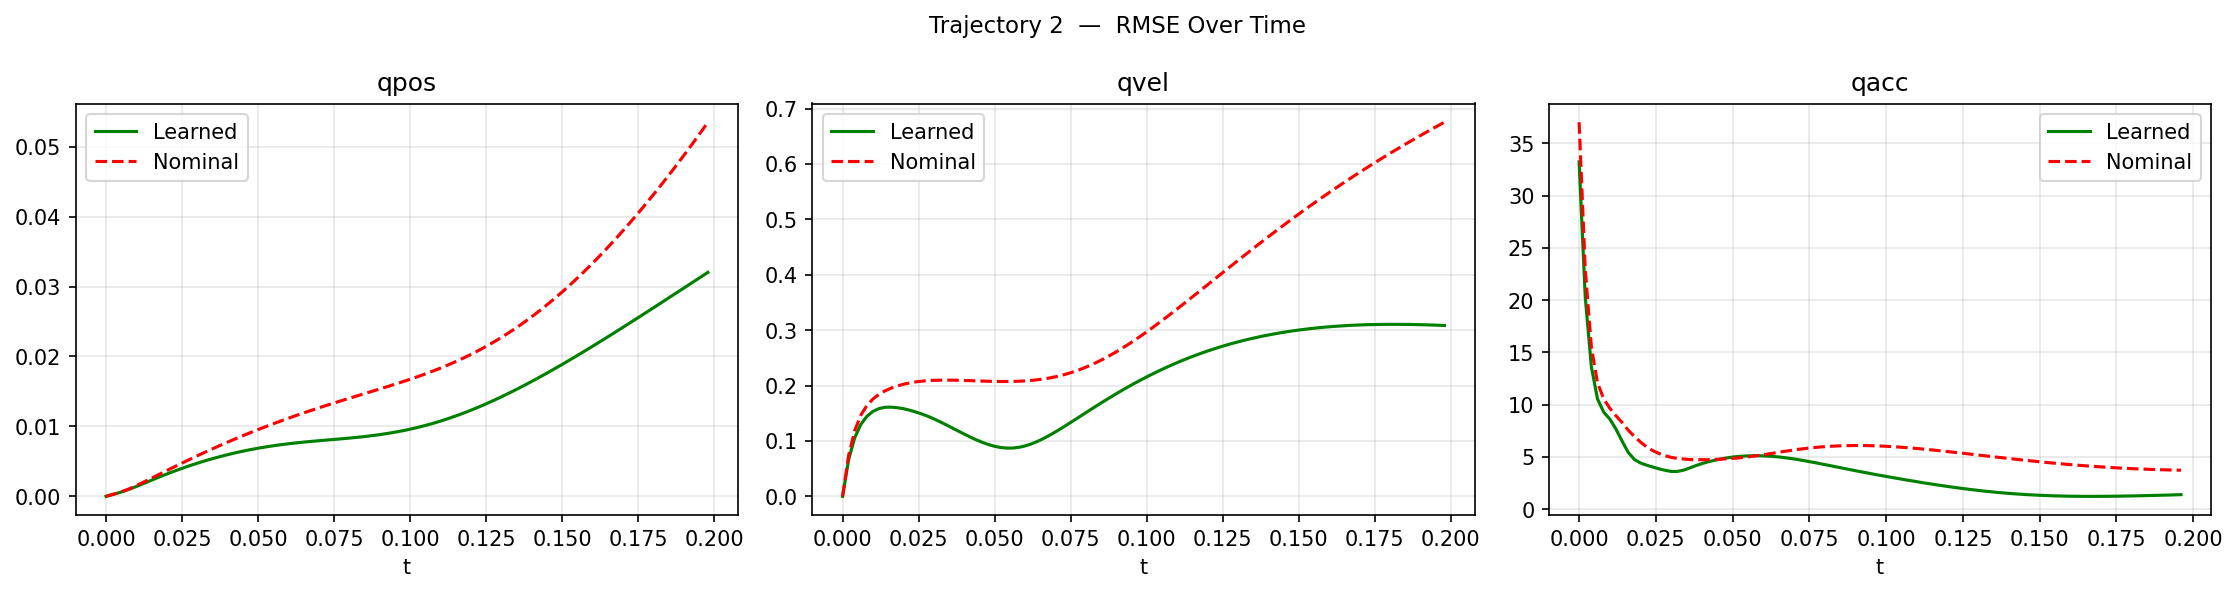 Trajectory 2 — RMSE Over Time
qpos
Learned
Nominal
0.05
0.04
0.03
0.02
0.01
0.00
0.000 0.025 0.050 0.075 0.100 0.125 0.150 0.175 0.200
t
qvel
Learned
Nominal
0.7
0.6
0.5
0.4
0.3
0.2
0.1
0.0
0.000 0.025 0.050 0.075 0.100 0.125 0.150 0.175 0.200
t
qacc
Learned
Nominal
35
30
25
20
15
10
5
0
0.000 0.025 0.050 0.075 0.100 0.125 0.150 0.175 0.200
t